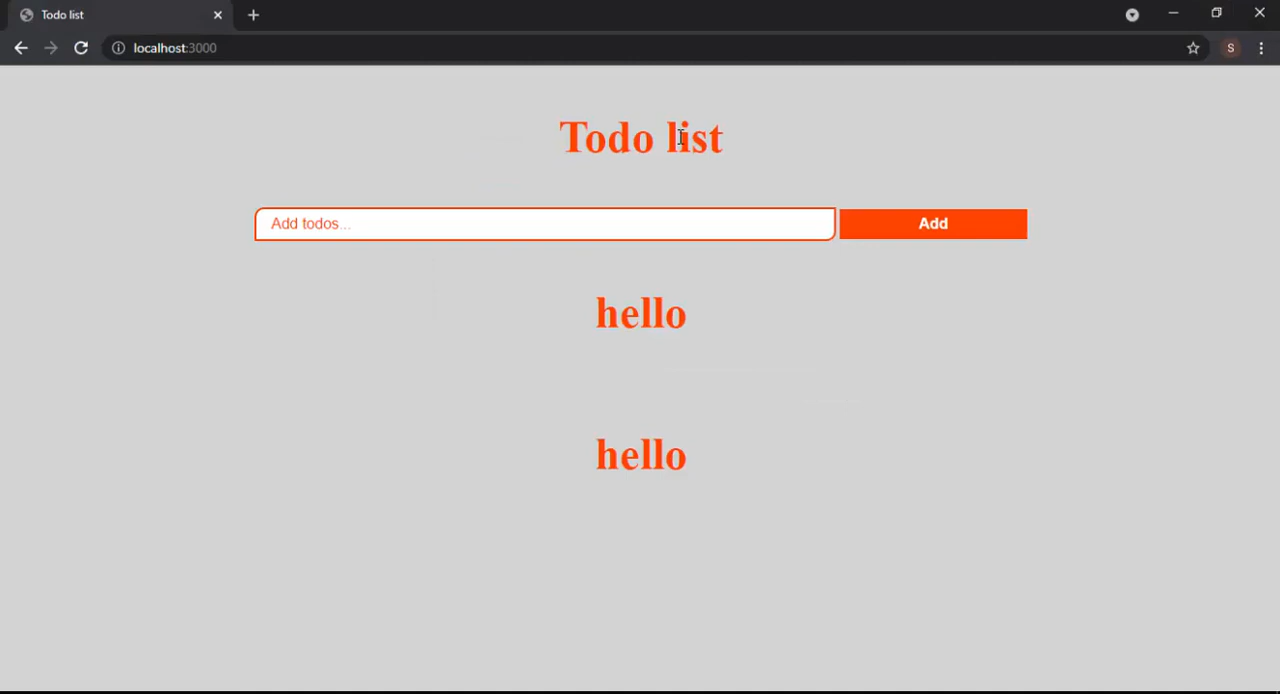 Todo list
localhost:3000
S
Todo list
Add todos...
Add
hello
hello